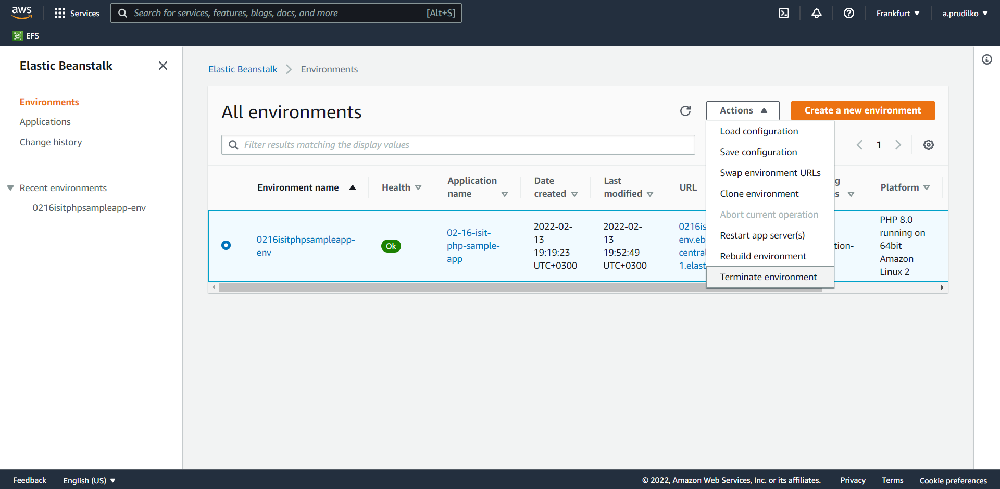 aws
Services
Search for services, features, blogs, docs, and more
[Alt+S]
Frankfurt
a.prudilko
EFS
Elastic Beanstalk
Environments
Applications
Change history
Recent environments
0216isitphpsampleapp-env
Elastic Beanstalk
Environments
All environments
Actions
Create a new environment
Load configuration
Save configuration
Swap environment URLs
Clone environment
Abort current operation
Restart app server(s)
Rebuild environment
Terminate environment
Filter results matching the display values
1
Environment name
Health
Application
name
Date
created
Last
modified
URL
g
s
Platform
0216isitphpsampleapp-
env
Ok
02-16-isit-
php-sample-
app
2022-02-
13
19:19:23
UTC+0300
2022-02-
13
19:52:49
UTC+0300
0216is
env.eb
central
1.elast
tion-
PHP 8.0
running on
64bit
Amazon
Linux 2
Feedback
English (US)
© 2022, Amazon Web Services, Inc. or its affiliates.
Privacy
Terms
Cookie preferences